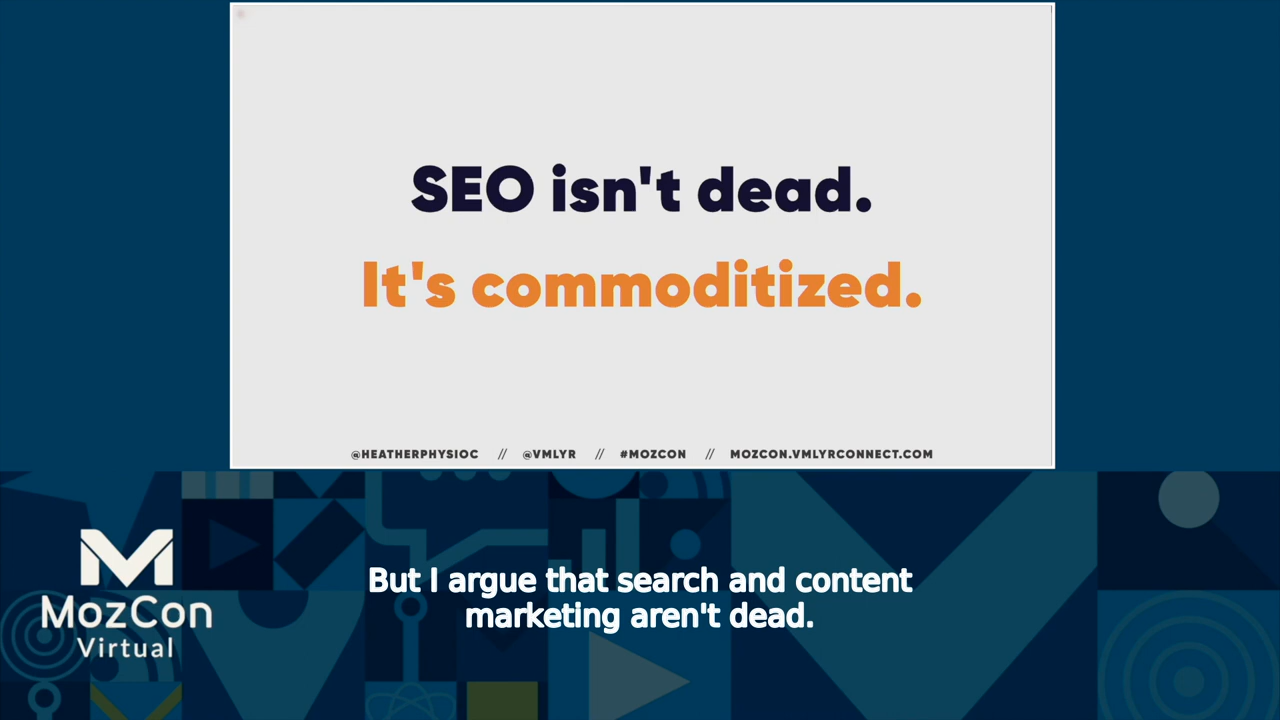 SEO isn't dead.
It's commoditized.
@HEATHERPHYSIOC // @VMLYR // #MOZCON // MOZCON.VMLYRCONNECT.COM
M
MozCon
Virtual
But I argue that search and content
marketing aren't dead.